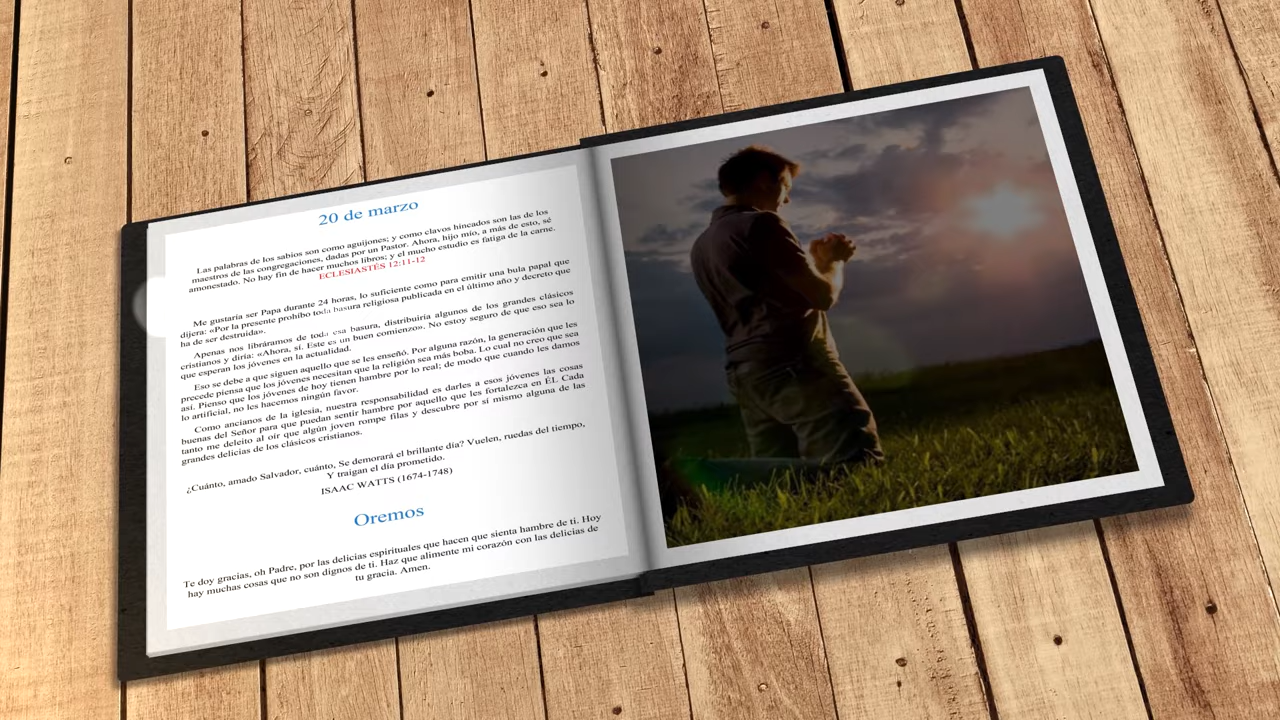 20 de marzo
Las palabras de los sabios son como aguijones; y como clavos hincados son las de los
maestros de las congregaciones, dadas por un Pastor. Ahora, hijo mío, a más de esto, sé
amonestado. No hay fin de hacer muchos libros; y el mucho estudio es fatiga de la carne.
ECLESIASTÉS 12:11-12
Me gustaría ser Papa durante 24 horas, lo suficiente como para emitir una bula papal que
dijera: «Por la presente prohíbo toda basura religiosa publicada en el último año y decreto que
ha de ser destruida».
Apenas nos libráramos de toda esa basura, distribuiría algunos de los grandes clásicos
cristianos y diría: «Ahora, sí. Este es un buen comienzo». No estoy seguro de que eso sea lo
que esperan los jóvenes en la actualidad.
Eso se debe a que siguen aquello que se les enseñó. Por alguna razón, la generación que les
precede piensa que los jóvenes necesitan que la religión sea más boba. Lo cual no creo que sea
así. Pienso que los jóvenes de hoy tienen hambre por lo real; de modo que cuando les damos
lo artificial, no les hacemos ningún favor.
Como ancianos de la iglesia, nuestra responsabilidad es darles a esos jóvenes las cosas
buenas del Señor para que puedan sentir hambre por aquello que les fortalezca en ÉL Cada
tanto me deleito al oír que algún joven rompe filas y descubre por sí mismo alguna de las
grandes delicias de los clásicos cristianos.
¿Cuánto, amado Salvador, cuánto, Se demorará el brillante día? Vuelen, ruedas del tiempo,
Y traigan el día prometido.
ISAAC WATTS (1674-1748)
Oremos
Te doy gracias, oh Padre, por las delicias espirituales que hacen que sienta hambre de ti. Hoy
hay muchas cosas que no son dignos de ti. Haz que alimente mi corazón con las delicias de
tu gracia. Amen.